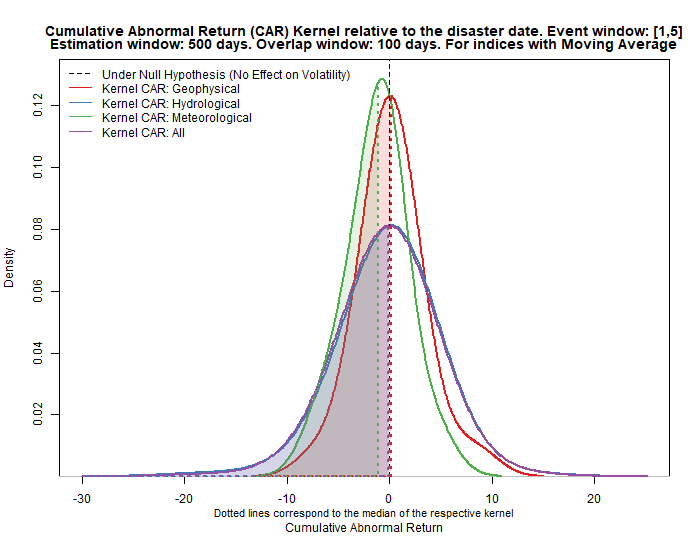 Cumulative Abnormal Return (CAR) Kernel relative to the disaster date. Event window: [1,5]
Estimation window: 500 days. Overlap window: 100 days. For indices with Moving Average
Under Null Hypothesis (No Effect on Volatility)
Kernel CAR: Geophysical
Kernel CAR: Hydrological
Kernel CAR: Meteorological
Kernel CAR: All
Density
0.12
0.10
0.08
0.06
0.04
0.02
-30 -20 -10 0 10 20
Dotted lines correspond to the median of the respective kernel
Cumulative Abnormal Return